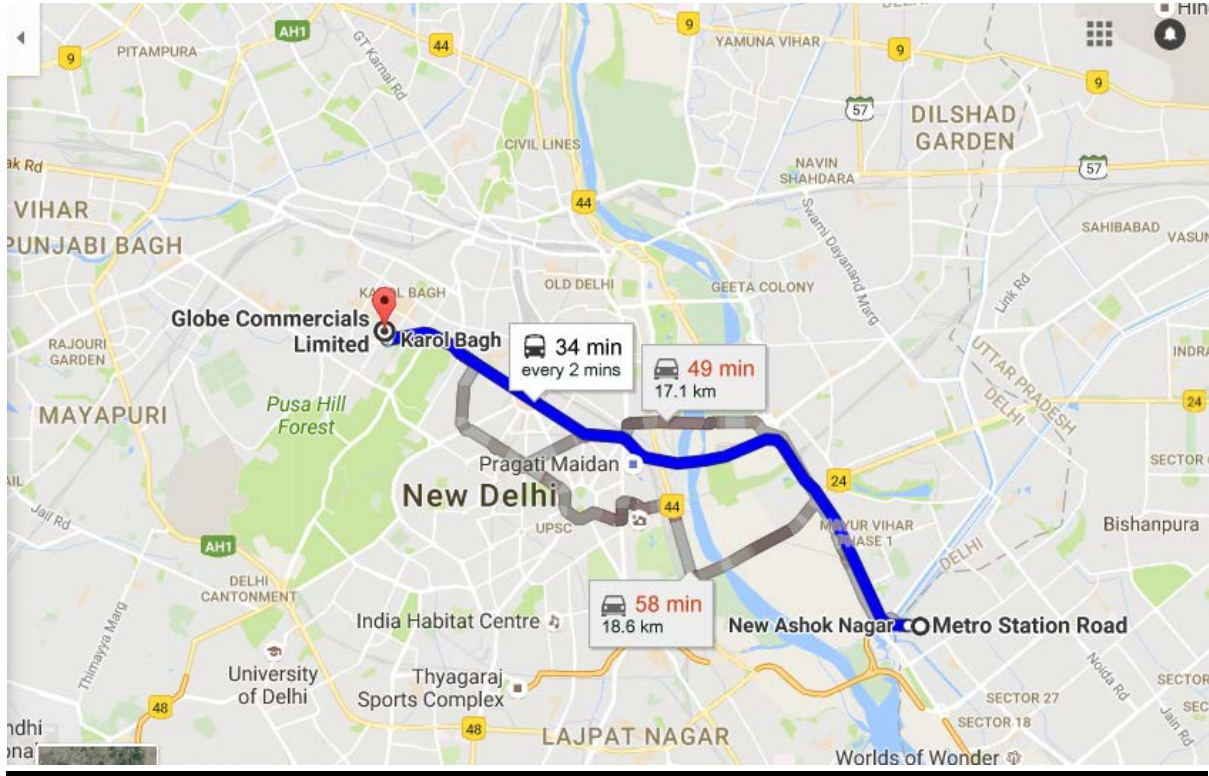 Hin
9
AH1
GT Karnal Rd
44
9
PITAMPURA
YAMUNA VIHAR
9
9
57
DILSHAD
GARDEN
CIVIL LINES
NAVIN
SHAHDARA
57
ak Rd
VIHAR
PUNJABI BAGH
44
Swami Dayanand Marg
SAHIBABAD
VASUN
OLD DELHI
GEETA COLONY
Link Rd
Globe Commercials
Limited
Karol Bagh
RAJOURI
GARDEN
34 min
every 2 mins
49 min
17.1 km
UTTAR PRADESH
DELHI
INDRA
24
MAYAPURI
Pusa Hill
Forest
Pragati Maidan
New Delhi
24
SECTOR
44
UPSC
MAYUR VIHAR
PHASE 1
Bishanpura
Jail Rd
AH1
DELHI
DELHI
CANTONMENT
58 min
18.6 km
India Habitat Centre
New Ashok Nagar
Metro Station Road
Thimayya Marg
University
of Delhi
Thyagaraj
Sports Complex
Noida Rd
SECTOR 27
SECTOR
SEC
48
48
SECTOR 18
Jain Rd
ndhi
onal
LAJPAT NAGAR
Worlds of Wonder